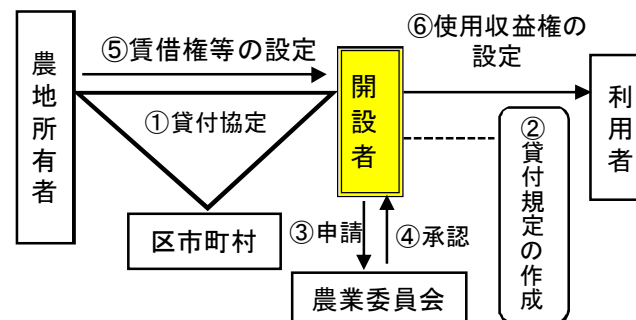 農地所有者
⑤賃借権等の設定
①貸付協定
区市町村
開設者
③申請
④承認
農業委員会
⑥使用収益権の
設定
②貸付規定の作成
利用者